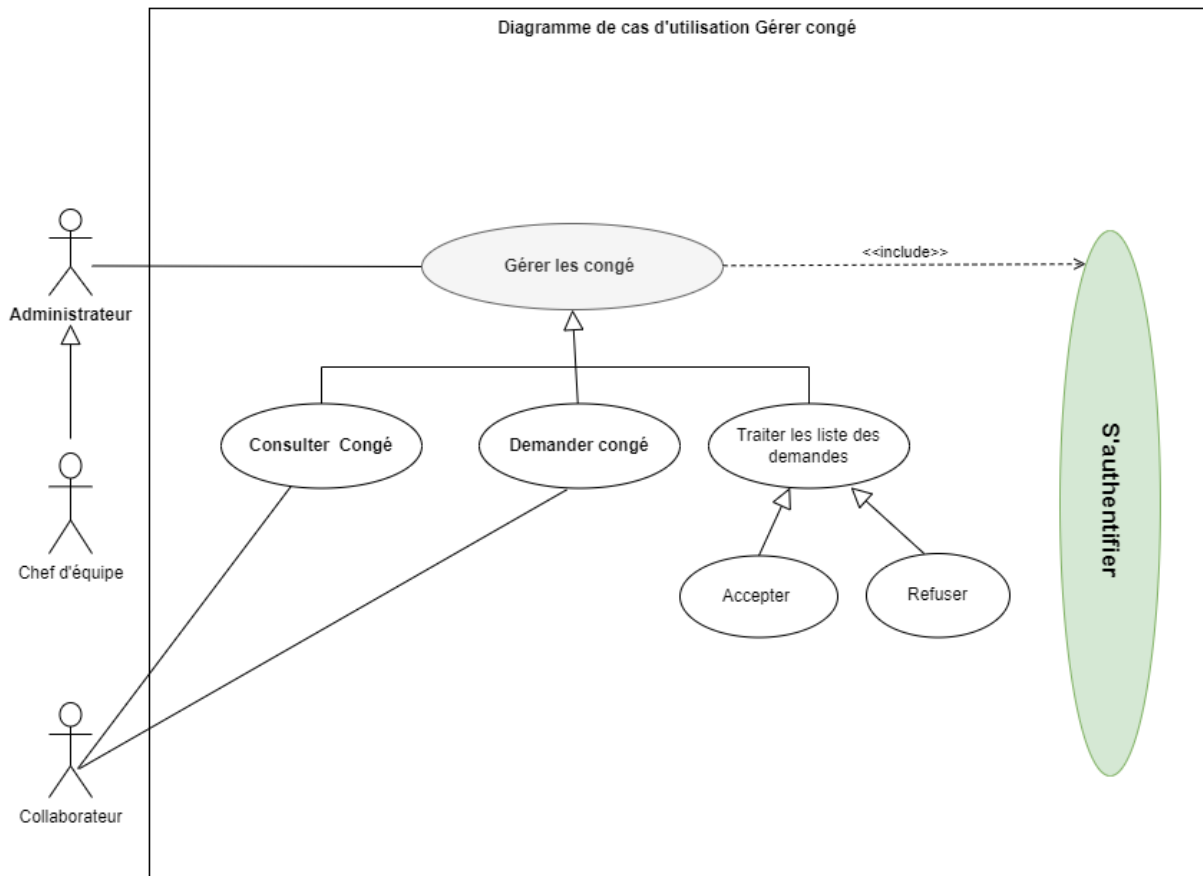 Diagramme de cas d'utilisation Gérer congé
<<include>>
Gérer les congé
Administrateur
Consulter Congé
Demander congé
Traiter les liste des
demandes
S'authentifier
Chef d'équipe
Accepter
Refuser
Collaborateur